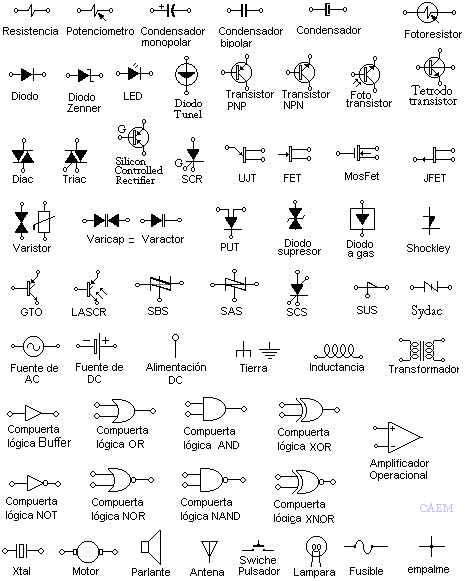 Resistencia
Potenciometro
Condensador
monopolar
Condensador
bipolar
Condensador
Fotoresistor
Diodo
Diodo
Zenner
LED
Diodo
Tunel
Transistor
PNP
Transistor
NPN
Foto
transistor
Tetrodo
transistor
Diac
Triac
G
Silicon
Controlled
Rectifier
G
SCR
UJT
FET
MosFet
JFET
Varistor
Varicap = Varactor
PUT
Diodo
supresor
Diodo
a gas
Shockley
GTO
LASCR
SBS
SAS
SCS
SUS
Sydac
Fuente de
AC
Fuente de
DC
Alimentación
DC
Tierra
Inductancia
Transformador
Compuerta
lógica Buffer
Compuerta
lógica OR
Compuerta
lógica AND
Compuerta
lógica XOR
Amplificador
Operacional
Compuerta
lógica NOT
Compuerta
lógica NOR
Compuerta
lógica NAND
Compuerta
lógica XNOR
CAEM
Xtal
Motor
Parlante
Antena
Swiche
Pulsador
Lampara
Fusible
empalme